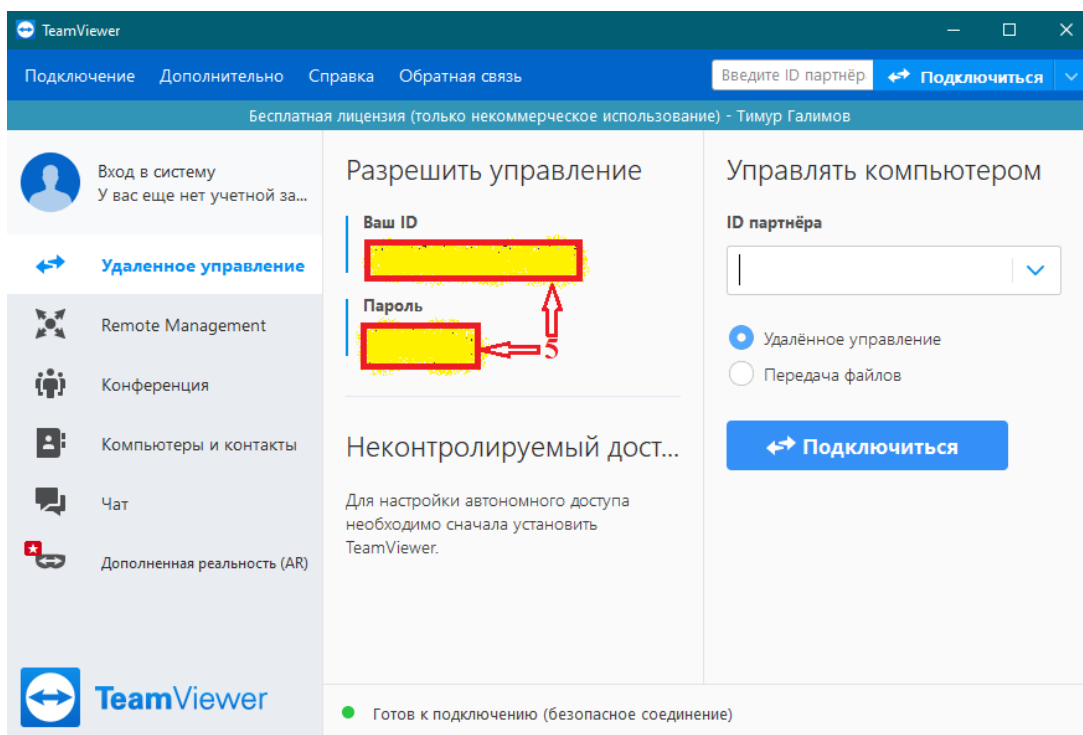 TeamViewer
Подключение Дополнительно Справка Обратная связь
Введите ID партнёр
Подключиться
Бесплатная лицензия (только некоммерческое использование) - Тимур Галимов
Вход в систему
У вас еще нет учетной за...
Удаленное управление
Remote Management
Конференция
Компьютеры и контакты
Чат
Дополненная реальность (AR)
TeamViewer
Разрешить управление
Ваш ID
Пароль
5
Неконтролируемый дост...
Для настройки автономного доступа
необходимо сначала установить
TeamViewer.
Управлять компьютером
ID партнёра
Удалённое управление
Передача файлов
Подключиться
Готов к подключению (безопасное соединение)